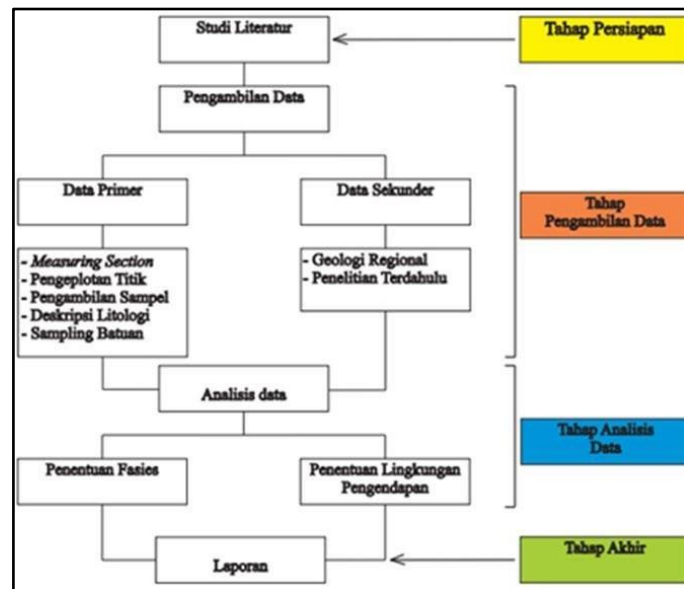 Studi Literatur
Tahap Persiapan
Pengambilan Data
Data Primer
Data Sekunder
Tahap
Pengambilan Data
- Measuring Section
- Pengeplotan Titik
- Pengambilan Sampel
- Deskripsi Litologi
- Sampling Batuan
- Geologi Regional
- Penelitian Terdahulu
Analisis data
Tahap Analisis
Data
Penentuan Fasies
Penentuan Lingkungan
Pengendapan
Laporan
Tahap Akhir